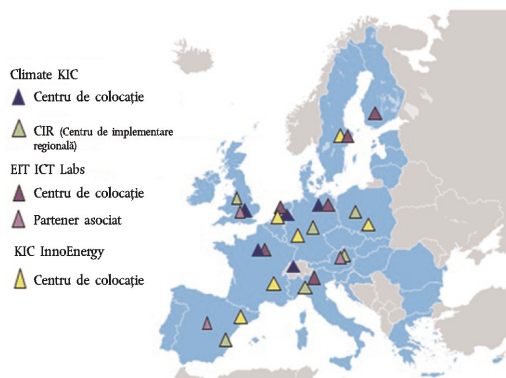 Climate KIC
Centru de colocație
CIR (Centru de implementare
regională)
EIT ICT Labs
Centru de colocație
Partener asociat
KIC InnoEnergy
Centru de colocație